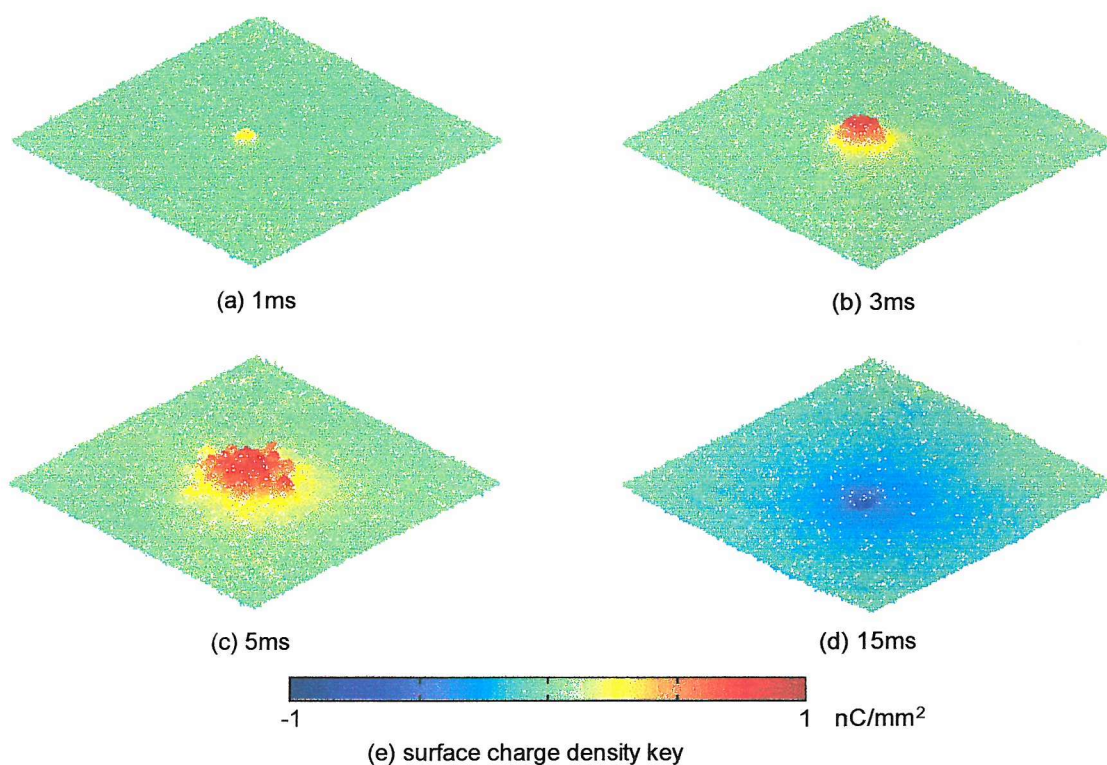 (a) 1ms
(b) 3ms
(c) 5ms
(d) 15ms
-1
1 nC/mm²
(e) surface charge density key